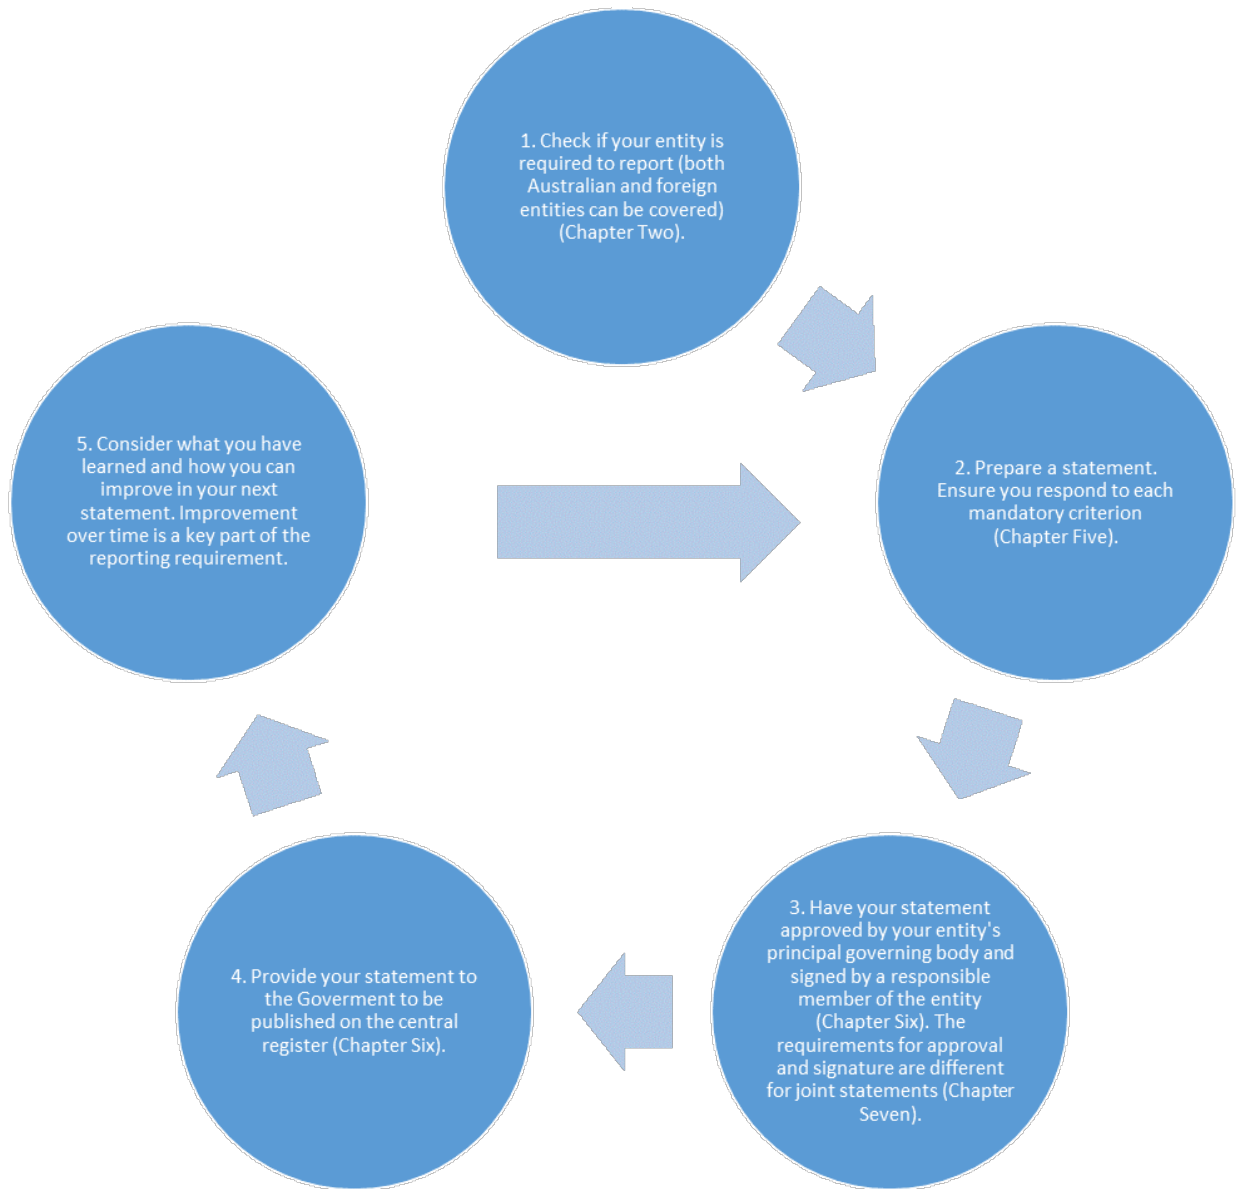 1. Check if your entity is
required to report (both
Australian and foreign
entities can be covered)
(Chapter Two).
2. Prepare a statement.
Ensure you respond to each
mandatory criterion
(Chapter Five).
3. Have your statement
approved by your entity's
principal governing body and
signed by a responsible
member of the entity
(Chapter Six). The
requirements for approval
and signature are different
for joint statements (Chapter
Seven).
4. Provide your statement to
the Goverment to be
published on the central
register (Chapter Six).
5. Consider what you have
learned and how you can
improve in your next
statement. Improvement
over time is a key part of the
reporting requirement.